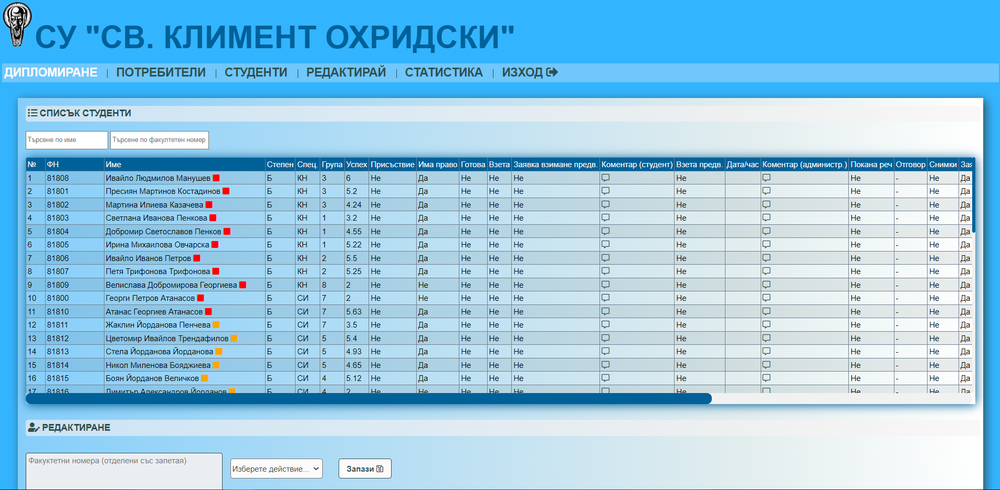 СУ "СВ. КЛИМЕНТ ОХРИДСКИ"
ДИПЛОМИРАНЕ | ПОТРЕБИТЕЛИ | СТУДЕНТИ | РЕДАКТИРАЙ | СТАТИСТИКА | ИЗХОД
СПИСЪК СТУДЕНТИ
Търсене по име Търсене по факултетен номер
№ ФН Име Степен Спец. Група Успех Присъствие Има право Готова Взета Заявка взимане предв. Коментар (студент) Взета предв. Дата/час Коментар (администр.) Покана реч Отговор Снимки Зая
1 81808 Ивайло Людмилов Манушев Б КН 3 6 Не Да Не Не Не Не Не - Не Да
2 81801 Пресиян Мартинов Костадинов Б КН 3 5.2 Не Да Не Не Не Не Не - Не Да
3 81802 Мартина Илиева Казачева Б КН 3 4.24 Не Да Не Не Не Не Не - Не Да
4 81803 Светлана Иванова Пенкова Б КН 1 3.2 Не Да Не Не Не Не Не - Не Да
5 81804 Добромир Светославов Пенков Б КН 1 4.55 Не Да Не Не Не Не Не - Не Да
6 81805 Ирина Михаилова Овчарска Б КН 1 5.22 Не Да Не Не Не Не Не - Не Да
7 81806 Ивайло Иванов Петров Б КН 2 5.5 Не Да Не Не Не Не Не - Не Да
8 81807 Петя Трифонова Трифонова Б КН 2 5.25 Не Да Не Не Не Не Не - Не Да
9 81809 Велислава Добромирова Георгиева Б КН 8 2 Не Не Не Не Не Не Не - Не Да
10 81800 Георги Петров Атанасов Б СИ 7 2 Не Не Не Не Не Не Не - Не Да
11 81810 Атанас Георгиев Атанасов Б СИ 7 5.63 Не Да Не Не Не Не Не - Не Да
12 81811 Жаклин Йорданова Пенчева Б СИ 7 3.5 Не Да Не Не Не Не Не - Не Да
13 81812 Цветомир Ивайлов Трендафилов Б СИ 5 5.4 Не Да Не Не Не Не Не - Не Да
14 81813 Стела Йорданова Йорданова Б СИ 5 4.93 Не Да Не Не Не Не Не - Не Да
15 81814 Никол Миленова Бояджиева Б СИ 5 4.65 Не Да Не Не Не Не Не - Не Да
16 81815 Боян Йорданов Величков Б СИ 4 5.12 Не Да Не Не Не Не Не - Не Да
17 81816 Димитър Александров Йорданов Б СИ 4 2 Не Не Не Не Не Не Не - Не Да
РЕДАКТИРАНЕ
Факуктетни номера (отделени със запетая)
Изберете действие... Запази